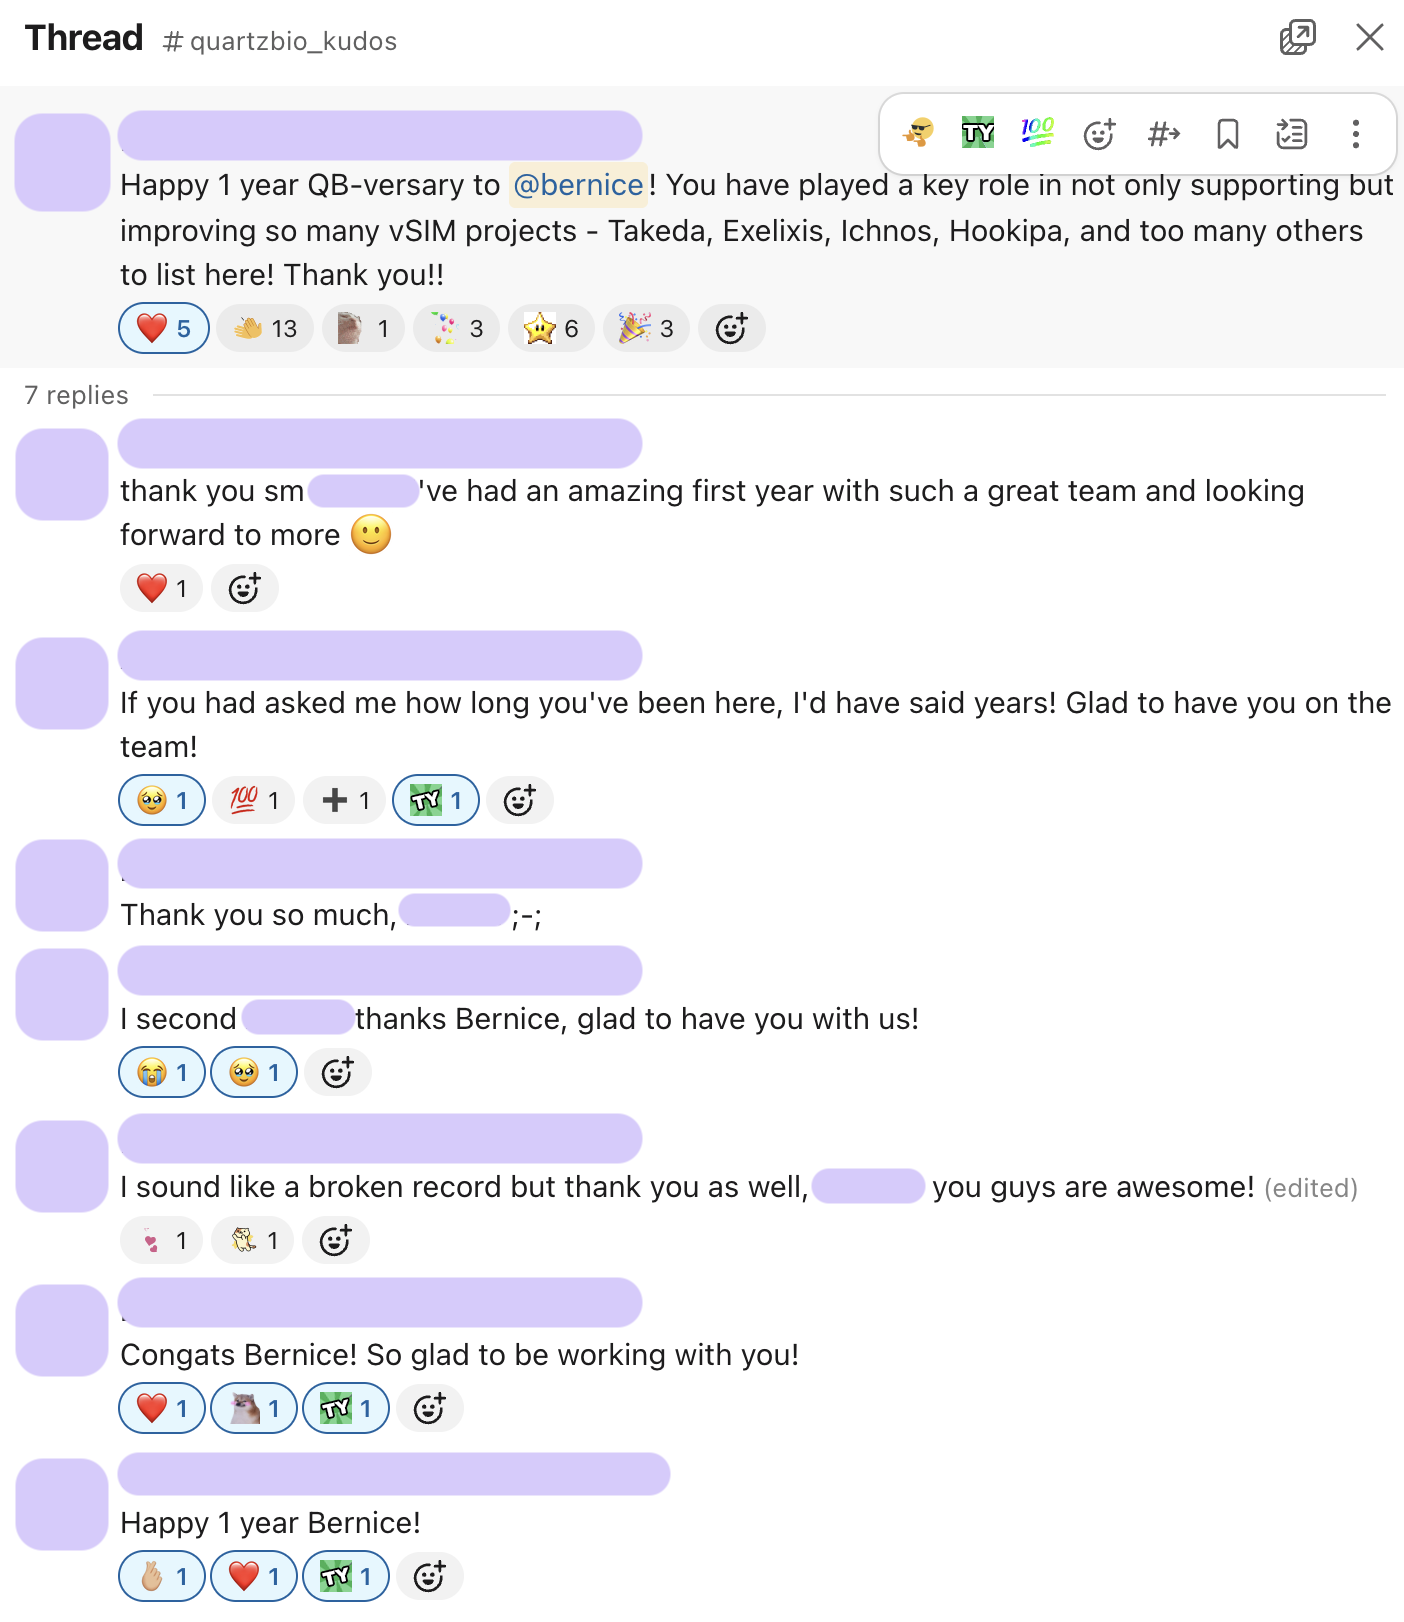 Thread # quartzbio_kudos
Happy 1 year QB-versary to @bernice! You have played a key role in not only supporting but
improving so many vSIM projects - Takeda, Exelixis, Ichnos, Hookipa, and too many others
to list here! Thank you!!
5 13 1 3 6 3
7 replies
thank you sm 've had an amazing first year with such a great team and looking
forward to more
1
If you had asked me how long you've been here, I'd have said years! Glad to have you on the
team!
1 100 1 1 TY 1
Thank you so much, ;-;
I second thanks Bernice, glad to have you with us!
1 1
I sound like a broken record but thank you as well, you guys are awesome! (edited)
1 1
Congats Bernice! So glad to be working with you!
1 1 TY 1
Happy 1 year Bernice!
1 1 TY 1